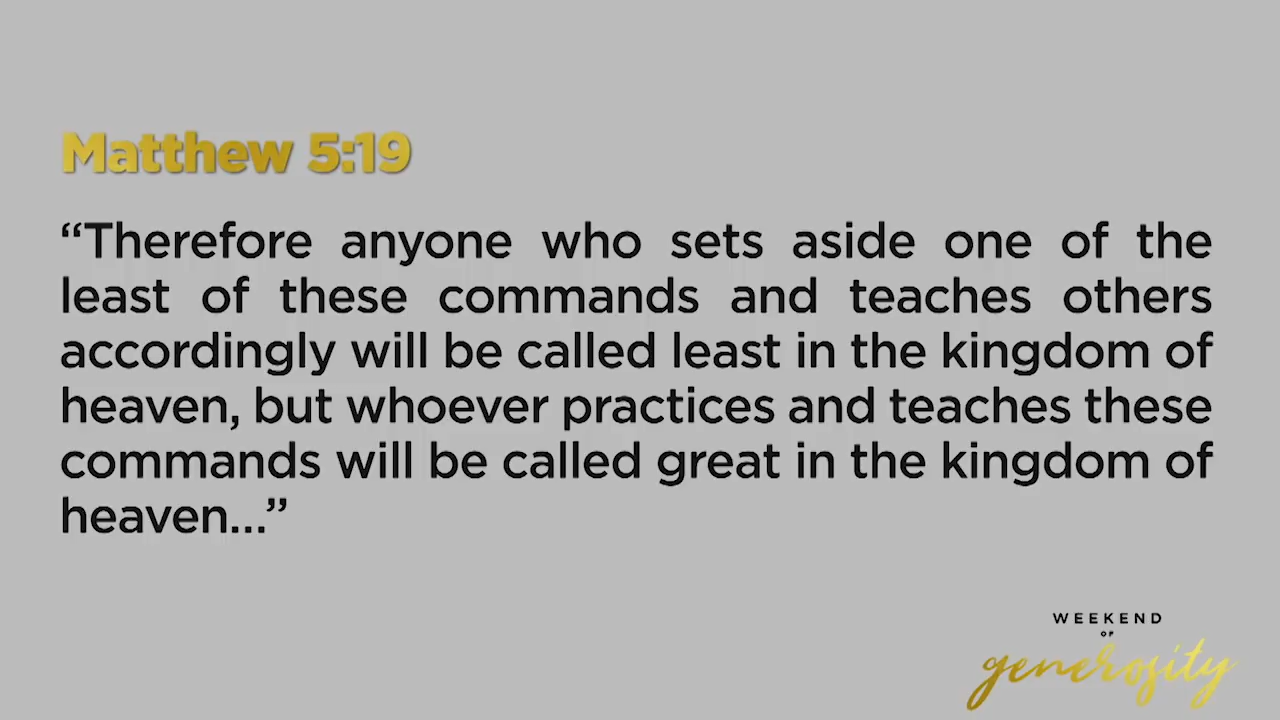 Matthew 5:19
“Therefore anyone who sets aside one of the
least of these commands and teaches others
accordingly will be called least in the kingdom of
heaven, but whoever practices and teaches these
commands will be called great in the kingdom of
heaven...”
WEEKEND
OF
generosity